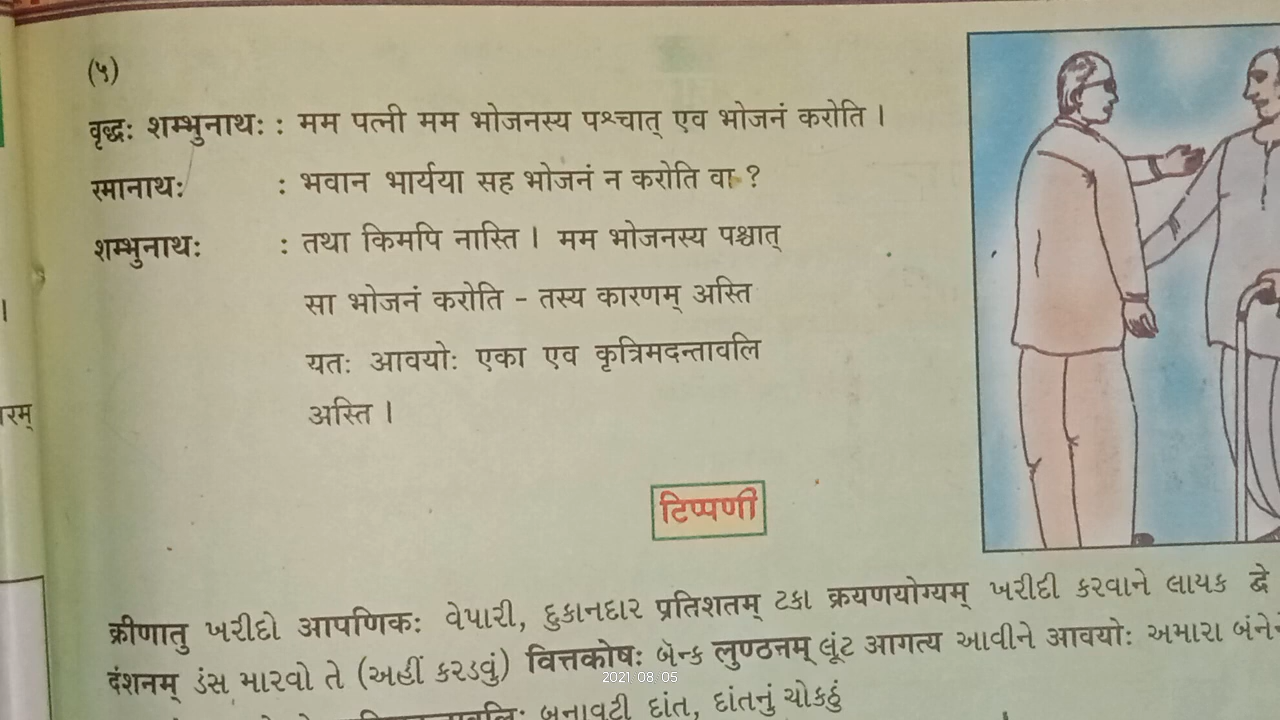 (५)
वृद्धः शम्भुनाथः : मम पत्नी मम भोजनस्य पश्चात् एव भोजनं करोति ।
रमानाथः : भवान भार्यया सह भोजनं न करोति वा ?
शम्भुनाथः : तथा किमपि नास्ति । मम भोजनस्य पश्चात्
सा भोजनं करोति - तस्य कारणम् अस्ति
यतः आवयोः एका एव कृत्रिमदन्तावलि
अस्ति ।
रम्
टिप्पणी
क्रीणातु ખરીદો आपणिकः વેપારી, દુકાનદાર प्रतिशतम् ટકા क्रयणयोग्यम् ખરીદી કરવાને લાયક द्वे
दंशनम् ડંસ મારવો તે (અહીં કરડવું) वित्तकोषः બૅન્ક लुण्ठनम् લૂંટ आगत्य આવીને आवयोः અમારા બંને
બનાવટી દાંત, દાંતનું ચોકઠું
2021 08 05